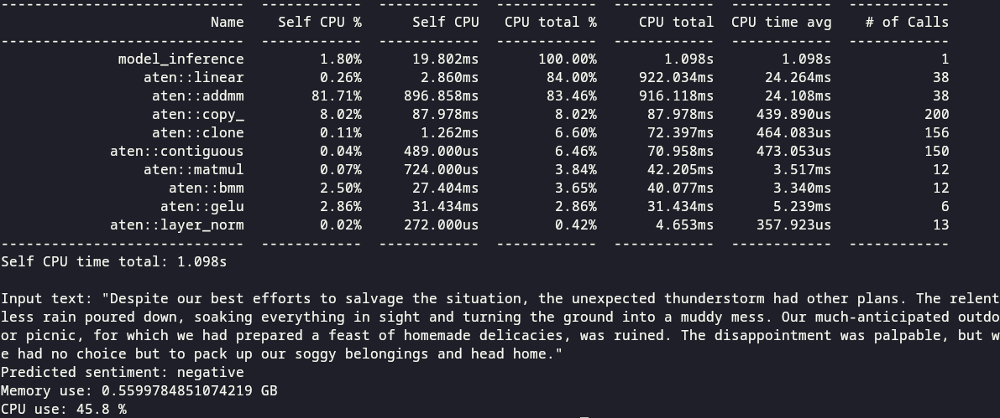 -----------------------------  ------------  ------------  ------------  ------------  ------------  ------------
                         Name    Self CPU %      Self CPU   CPU total %     CPU total  CPU time avg    # of Calls
-----------------------------  ------------  ------------  ------------  ------------  ------------  ------------
              model_inference         1.80%      19.802ms       100.00%        1.098s        1.098s             1
                 aten::linear         0.26%       2.860ms        84.00%     922.034ms      24.264ms            38
                  aten::addmm        81.71%     896.858ms        83.46%     916.118ms      24.108ms            38
                  aten::copy_         8.02%      87.978ms         8.02%      87.978ms     439.890us           200
                  aten::clone         0.11%       1.262ms         6.60%      72.397ms     464.083us           156
             aten::contiguous         0.04%     489.000us         6.46%      70.958ms     473.053us           150
                 aten::matmul         0.07%     724.000us         3.84%      42.205ms       3.517ms            12
                    aten::bmm         2.50%      27.404ms         3.65%      40.077ms       3.340ms            12
                   aten::gelu         2.86%      31.434ms         2.86%      31.434ms       5.239ms             6
             aten::layer_norm         0.02%     272.000us         0.42%       4.653ms     357.923us            13
-----------------------------  ------------  ------------  ------------  ------------  ------------  ------------
Self CPU time total: 1.098s

Input text: "Despite our best efforts to salvage the situation, the unexpected thunderstorm had other plans. The relent
less rain poured down, soaking everything in sight and turning the ground into a muddy mess. Our much-anticipated outdo
or picnic, for which we had prepared a feast of homemade delicacies, was ruined. The disappointment was palpable, but w
e had no choice but to pack up our soggy belongings and head home."
Predicted sentiment: negative
Memory use: 0.5599784851074219 GB
CPU use: 45.8 %